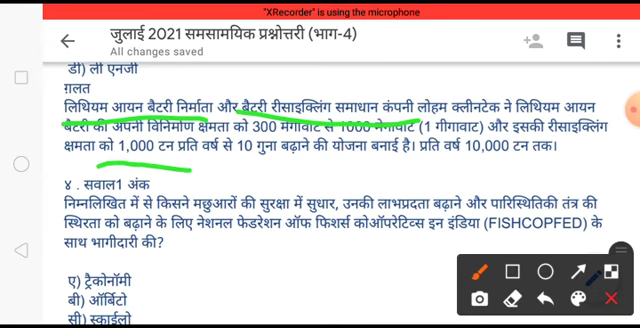 "XRecorder" is using the microphone
जुलाई 2021 समसामयिक प्रश्नोत्तरी (भाग-4)
All changes saved
डी) ली एनर्जी
ग़लत
लिथियम आयन बैटरी निर्माता और बैटरी रीसाइक्लिंग समाधान कंपनी लोहम क्लीनटेक ने लिथियम आयन
बैटरी की अपनी विनिर्माण क्षमता को 300 मेगावाट से 1000 मेगावाट (1 गीगावाट) और इसकी रीसाइक्लिंग
क्षमता को 1,000 टन प्रति वर्ष से 10 गुना बढ़ाने की योजना बनाई है। प्रति वर्ष 10,000 टन तक।
४ . सवाल1 अंक
निम्नलिखित में से किसने मछुआरों की सुरक्षा में सुधार, उनकी लाभप्रदता बढ़ाने और पारिस्थितिकी तंत्र की
स्थिरता को बढ़ाने के लिए नेशनल फेडरेशन ऑफ फिशर्स कोऑपरेटिव्स इन इंडिया (FISHCOPFED) के
साथ भागीदारी की?
ए) ट्रैकोनॉमी
बी) ऑर्बिटो
सी) स्काईलो